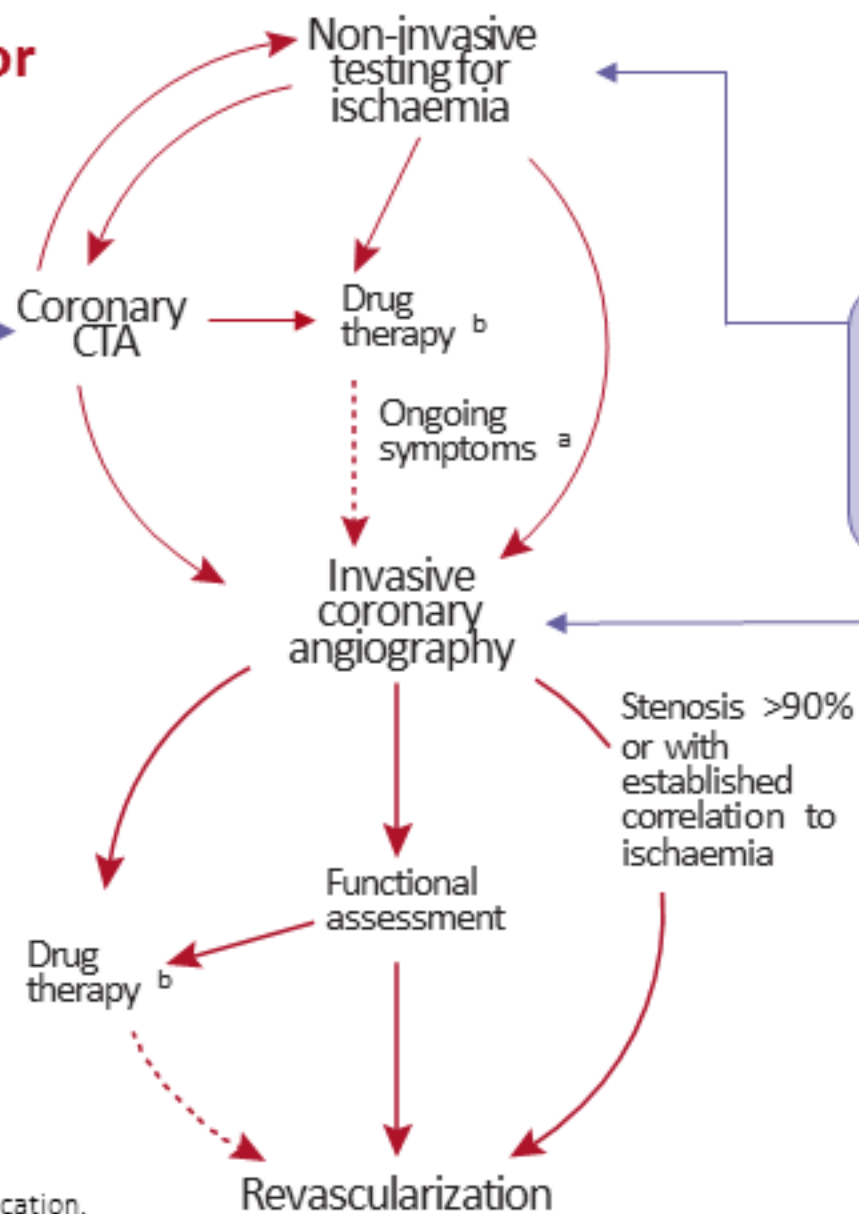 or
Non-invasive
testing for
ischaemia
Coronary
CTA
Drug
therapy b
Ongoing
symptoms a
Invasive
coronary
angiography
Stenosis >90%
or with
established
correlation to
ischaemia
Functional
assessment
Drug
therapy b
Revascularization
cation.